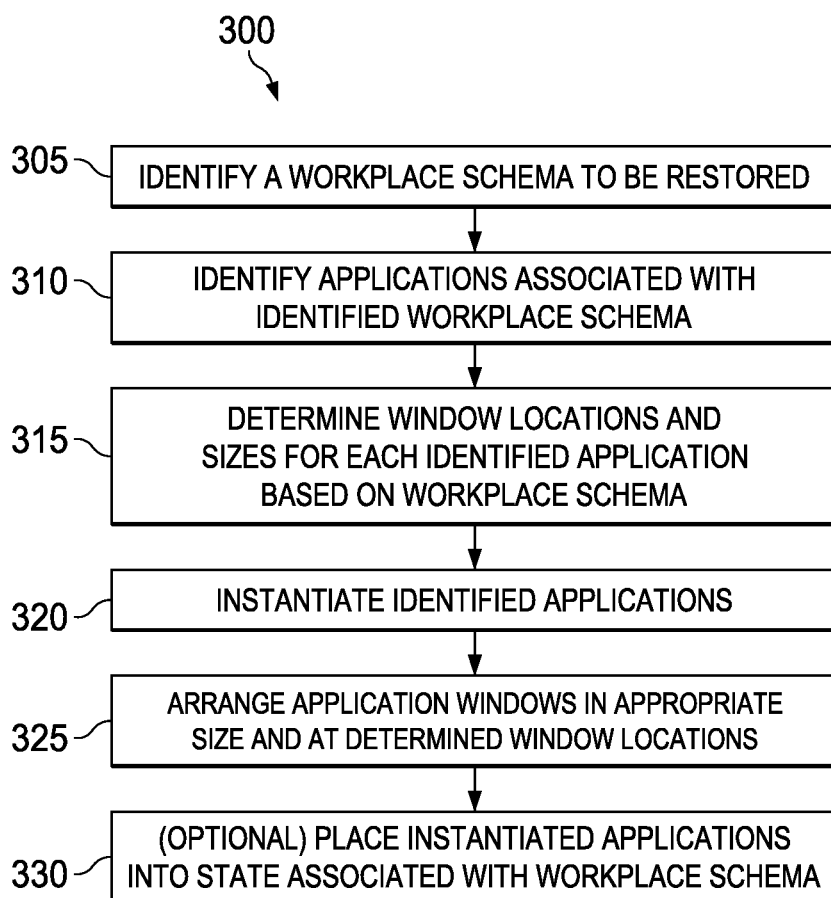 300
305
IDENTIFY A WORKPLACE SCHEMA TO BE RESTORED
310
IDENTIFY APPLICATIONS ASSOCIATED WITH
IDENTIFIED WORKPLACE SCHEMA
315
DETERMINE WINDOW LOCATIONS AND
SIZES FOR EACH IDENTIFIED APPLICATION
BASED ON WORKPLACE SCHEMA
320
INSTANTIATE IDENTIFIED APPLICATIONS
325
ARRANGE APPLICATION WINDOWS IN APPROPRIATE
SIZE AND AT DETERMINED WINDOW LOCATIONS
330
(OPTIONAL) PLACE INSTANTIATED APPLICATIONS
INTO STATE ASSOCIATED WITH WORKPLACE SCHEMA